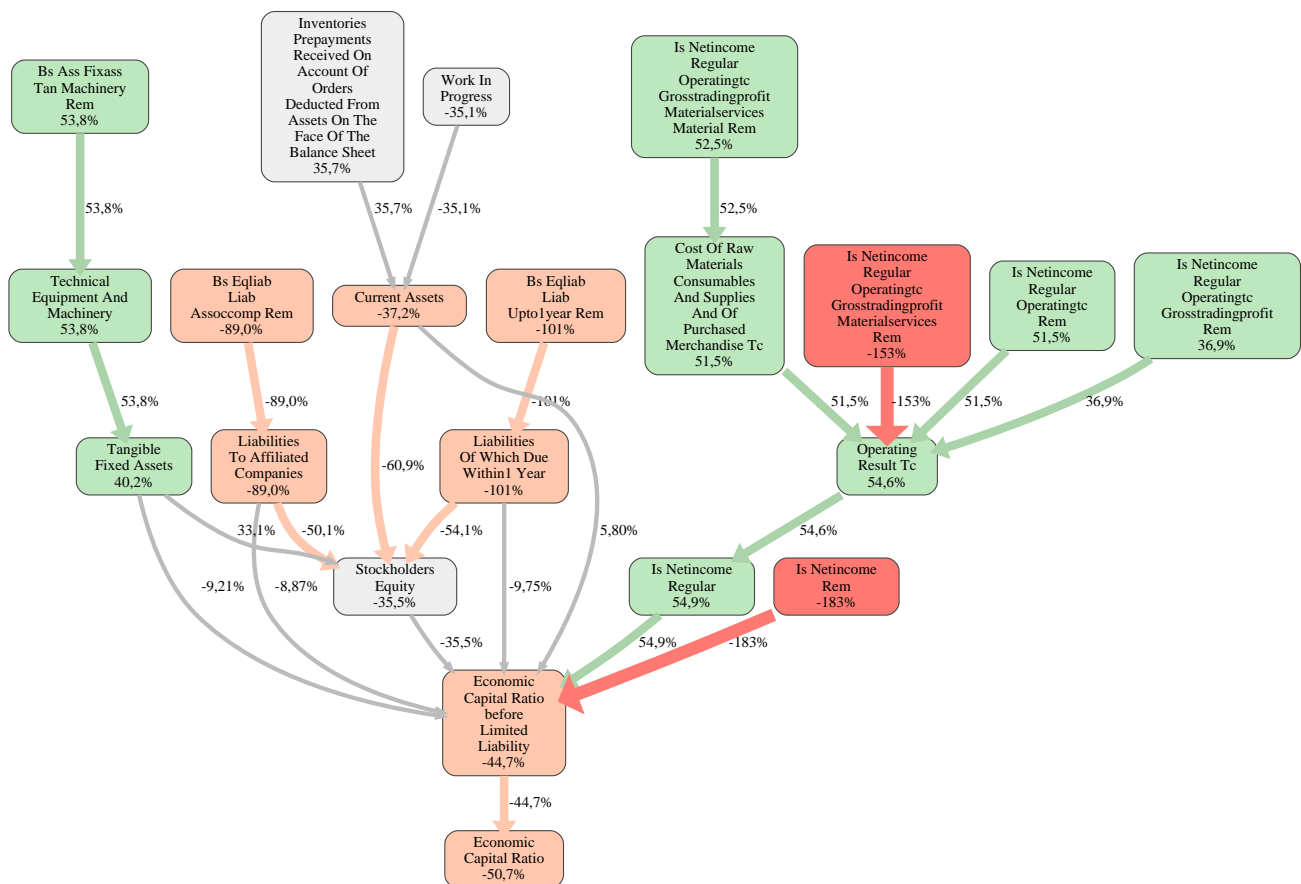 Inventories
Prepayments
Received On
Account Of
Orders
Deducted From
Assets On The
Face Of The
Balance Sheet
35,7%
Is Netincome
Regular
Operatingtc
Grosstradingprofit
Materialservices
Material Rem
52,5%
Bs Ass Fixass
Tan Machinery
Rem
53,8%
Work In
Progress
-35,1%
53,8%
35,7%
-35,1%
52,5%
Technical
Equipment And
Machinery
53,8%
Bs Eqliab
Liab
Assoccomp Rem
-89,0%
Current Assets
-37,2%
Bs Eqliab
Liab
Upto1year Rem
-101%
Cost Of Raw
Materials
Consumables
And Supplies
And Of
Purchased
Merchandise Tc
51,5%
Is Netincome
Regular
Operatingtc
Grosstradingprofit
Materialservices
Rem
-153%
Is Netincome
Regular
Operatingtc
Rem
51,5%
Is Netincome
Regular
Operatingtc
Grosstradingprofit
Rem
36,9%
53,8%
-89,0%
-101%
51,5%
-153%
51,5%
36,9%
Tangible
Fixed Assets
40,2%
Liabilities
To Affiliated
Companies
-89,0%
-60,9%
Liabilities
Of Which Due
Within1 Year
-101%
Operating
Result Tc
54,6%
33,1%
-50,1%
-54,1%
5,80%
54,6%
-9,21%
-8,87%
Stockholders
Equity
-35,5%
-9,75%
Is Netincome
Regular
54,9%
Is Netincome
Rem
-183%
-35,5%
54,9%
-183%
Economic
Capital Ratio
before
Limited
Liability
-44,7%
-44,7%
Economic
Capital Ratio
-50,7%